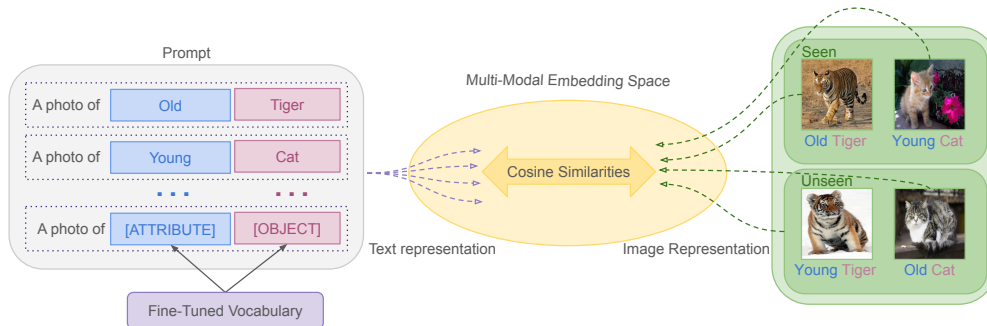 Prompt
A photo of Old Tiger
A photo of Young Cat
... ...
A photo of [ATTRIBUTE] [OBJECT]
Fine-Tuned Vocabulary
Multi-Modal Embedding Space
Cosine Similarities
Text representation
Image Representation
Seen
Old Tiger
Young Cat
Unseen
Young Tiger
Old Cat